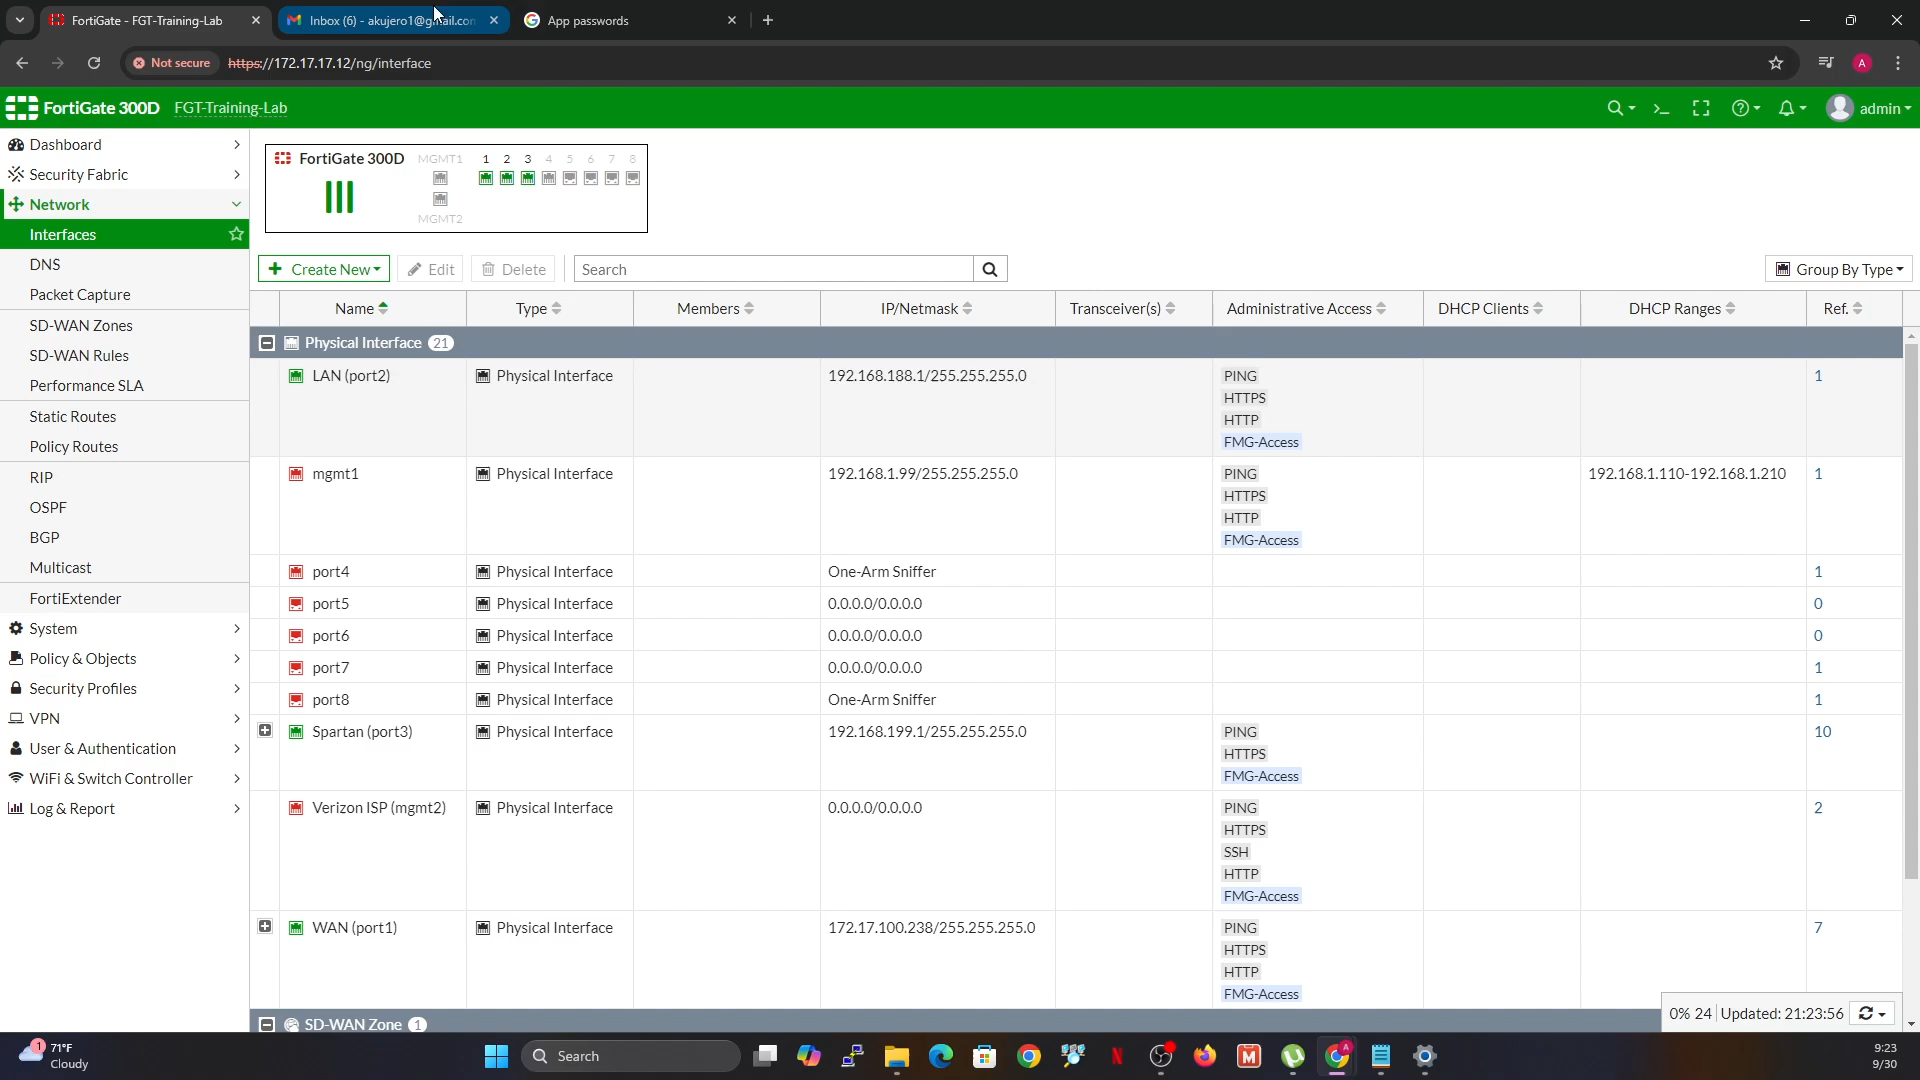 FortiGate - FGT-Training-Lab
Inbox (6) - akujero1@gmail.con
App passwords
Not secure https://172.17.17.12/ng/interface
A
FortiGate 300D FGT-Training-Lab
admin
Dashboard
Security Fabric
Network
Interfaces
DNS
Packet Capture
SD-WAN Zones
SD-WAN Rules
Performance SLA
Static Routes
Policy Routes
RIP
OSPF
BGP
Multicast
FortiExtender
System
Policy & Objects
Security Profiles
VPN
User & Authentication
WiFi & Switch Controller
Log & Report
FortiGate 300D MGMT1 1 2 3 4 5 6 7 8
MGMT2
Create New Edit Delete Search Group By Type
Name Type Members IP/Netmask Transceiver(s) Administrative Access DHCP Clients DHCP Ranges Ref.
Physical Interface 21
LAN (port2) Physical Interface 192.168.188.1/255.255.255.0 PING 1
HTTPS
HTTP
FMG-Access
mgmt1 Physical Interface 192.168.1.99/255.255.255.0 PING 192.168.1.110-192.168.1.210 1
HTTPS
HTTP
FMG-Access
port4 Physical Interface One-Arm Sniffer 1
port5 Physical Interface 0.0.0.0/0.0.0.0 0
port6 Physical Interface 0.0.0.0/0.0.0.0 0
port7 Physical Interface 0.0.0.0/0.0.0.0 1
port8 Physical Interface One-Arm Sniffer 1
Spartan (port3) Physical Interface 192.168.199.1/255.255.255.0 PING 10
HTTPS
FMG-Access
Verizon ISP (mgmt2) Physical Interface 0.0.0.0/0.0.0.0 PING 2
HTTPS
SSH
HTTP
FMG-Access
WAN (port1) Physical Interface 172.17.100.238/255.255.255.0 PING 7
HTTPS
HTTP
FMG-Access
SD-WAN Zone 1
0% 24 Updated: 21:23:56
1 71°F
Cloudy
Search
N
M
A
9:23
9/30